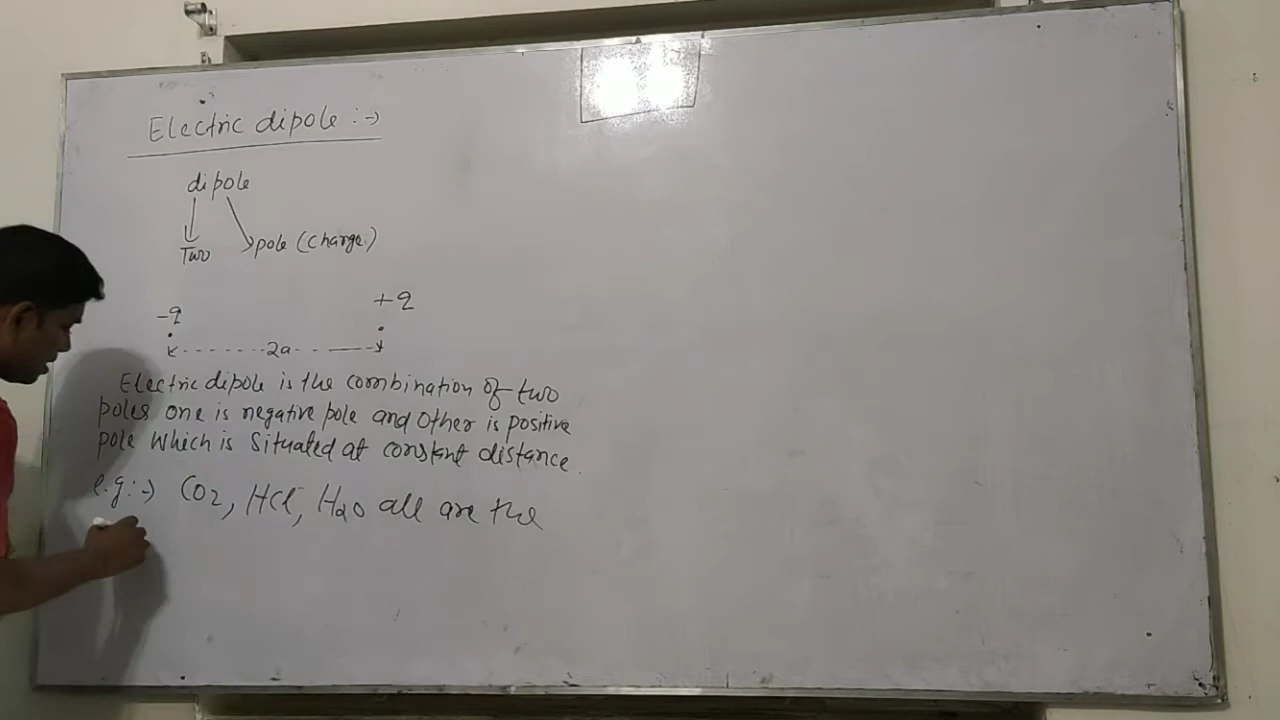 Electric dipole :->
dipole
Two
pole (charge)
-q
+q
2a
Electric dipole is the combination of two
poles one is negative pole and other is positive
pole which is situated at constant distance.
e.g :-> CO2, HCl, H2O all are the